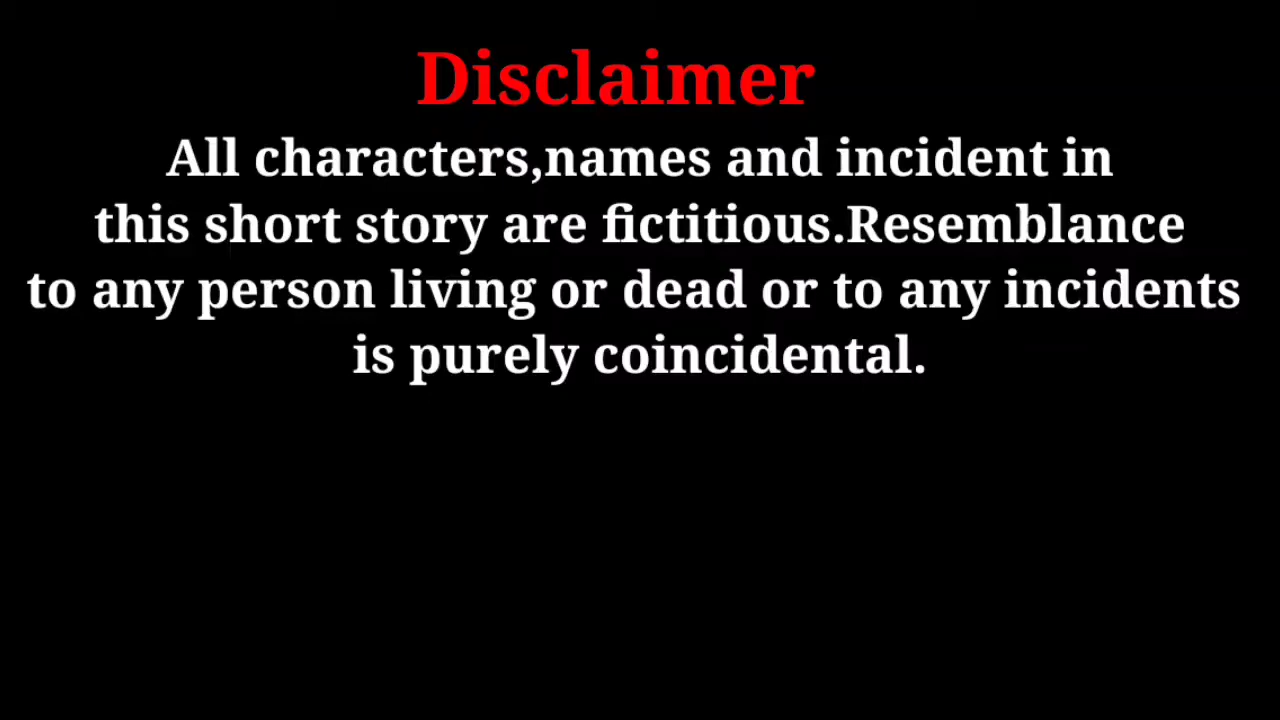 Disclaimer
All characters,names and incident in
this short story are fictitious.Resemblance
to any person living or dead or to any incidents
is purely coincidental.